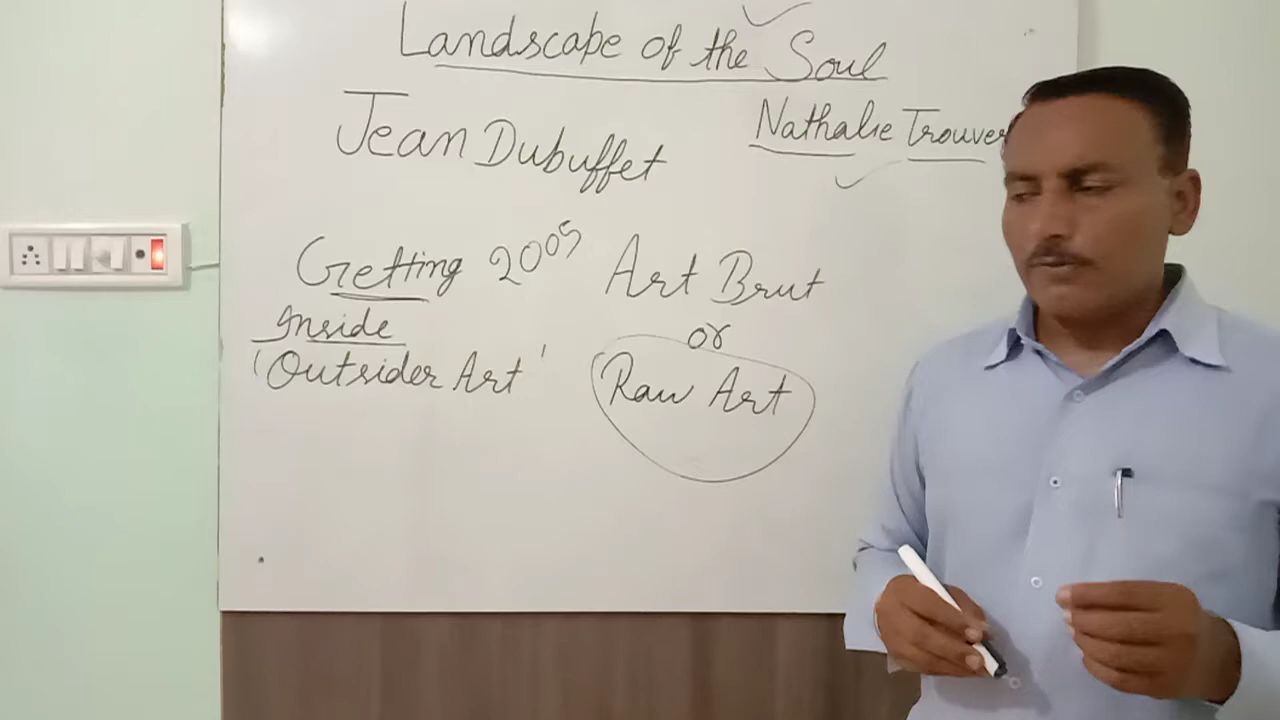 Landscape of the Soul
Jean Dubuffet
Nathalie Trouver
Getting 2005
Inside
'Outsider Art'
Art Brut
or
Raw Art